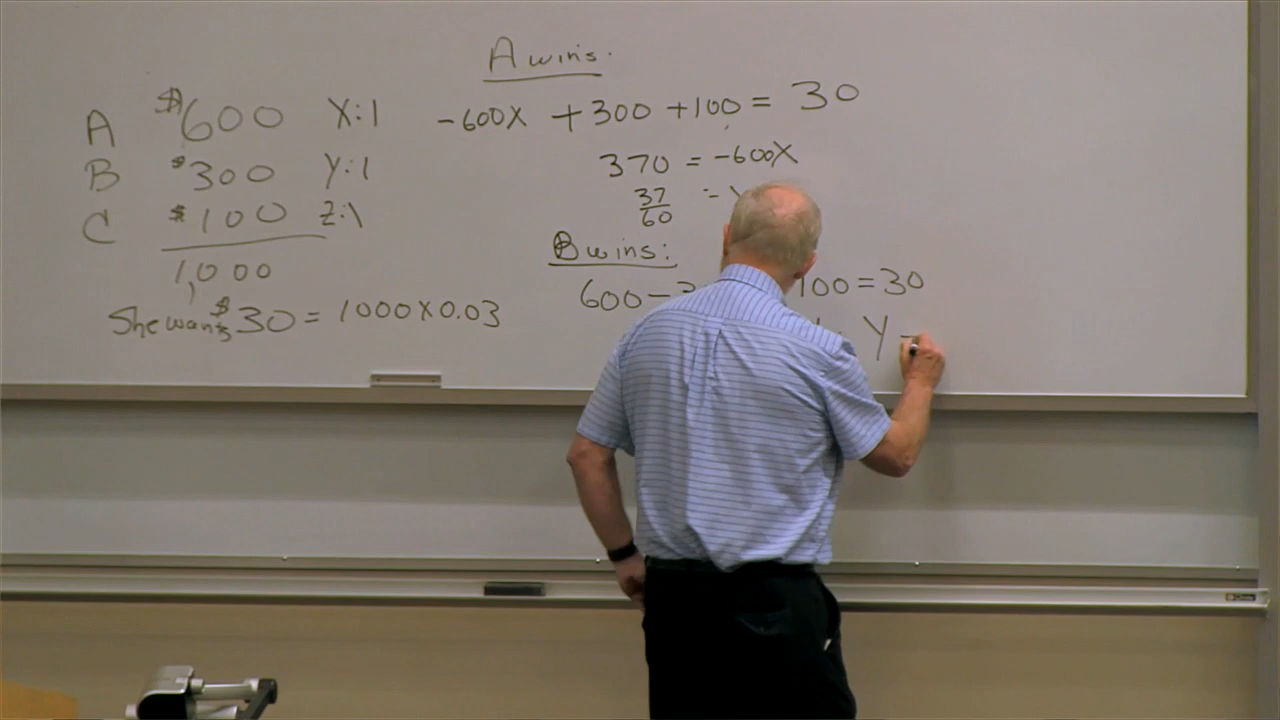 A $600 X:1
B $300 Y:1
C $100 Z:1
1,000
She wants $30 = 1000 x 0.03
A wins.
-600X + 300 + 100 = 30
370 = -600X
37/60 =
B wins:
600 - 100 = 30
Y =